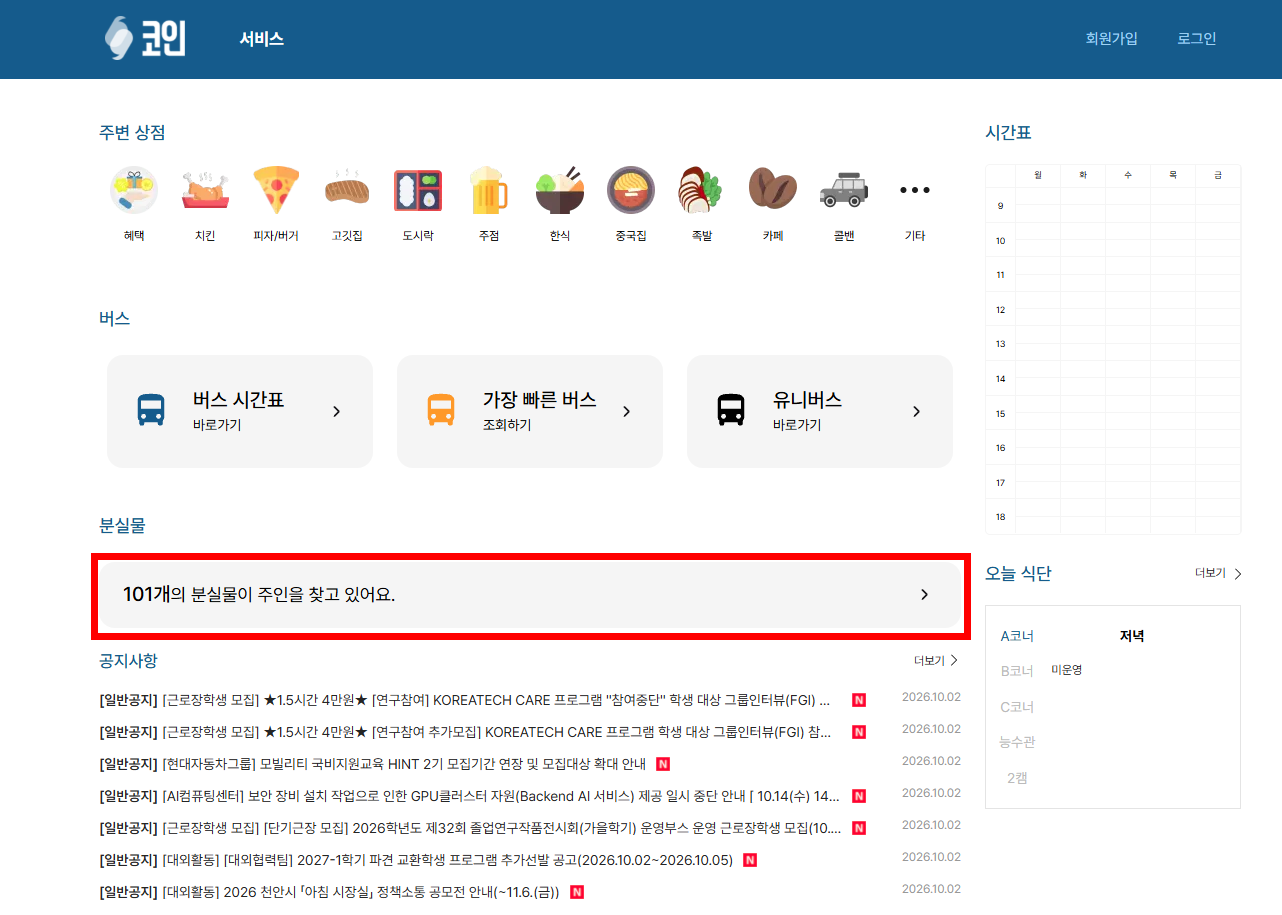 코인 서비스 회원가입 로그인
주변 상점
혜택 치킨 피자/버거 고깃집 도시락 주점 한식 중국집 족발 카페 콜밴 기타
버스
버스 시간표
바로가기
가장 빠른 버스
조회하기
유니버스
바로가기
분실물
101개의 분실물이 주인을 찾고 있어요.
공지사항 더보기
[일반공지] [근로장학생 모집] ★1.5시간 4만원★ [연구참여] KOREATECH CARE 프로그램 "참여중단" 학생 대상 그룹인터뷰(FGI) ... N 2026.10.02
[일반공지] [근로장학생 모집] ★1.5시간 4만원★ [연구참여 추가모집] KOREATECH CARE 프로그램 학생 대상 그룹인터뷰(FGI) 참... N 2026.10.02
[일반공지] [현대자동차그룹] 모빌리티 국비지원교육 HINT 2기 모집기간 연장 및 모집대상 확대 안내 N 2026.10.02
[일반공지] [AI컴퓨팅센터] 보안 장비 설치 작업으로 인한 GPU클러스터 자원(Backend AI 서비스) 제공 일시 중단 안내 [ 10.14(수) 14... N 2026.10.02
[일반공지] [근로장학생 모집] [단기근장 모집] 2026학년도 제32회 졸업연구작품전시회(가을학기) 운영부스 운영 근로장학생 모집(10.... N 2026.10.02
[일반공지] [대외활동] [대외협력팀] 2027-1학기 파견 교환학생 프로그램 추가선발 공고(2026.10.02~2026.10.05) N 2026.10.02
[일반공지] [대외활동] 2026 천안시 ｢아침 시장실｣ 정책소통 공모전 안내(~11.6.(금)) N 2026.10.02
시간표
월 화 수 목 금
9
10
11
12
13
14
15
16
17
18
오늘 식단 더보기
A코너 저녁
B코너 미운영
C코너
능수관
2캠